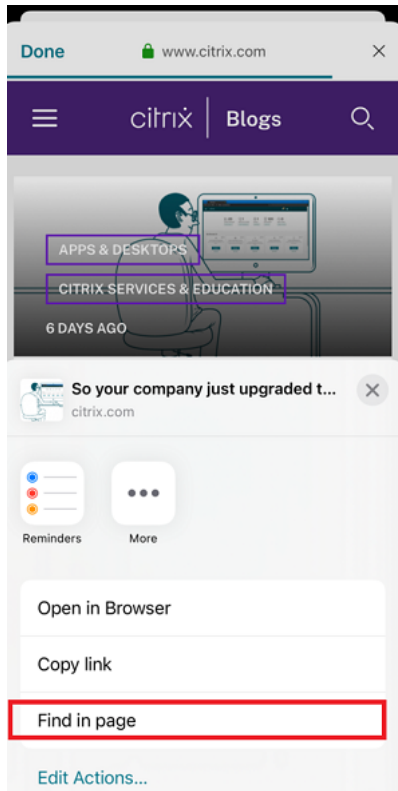 Done www.citrix.com
citrix Blogs
APPS & DESKTOPS
CITRIX SERVICES & EDUCATION
6 DAYS AGO
So your company just upgraded t...
citrix.com
Reminders More
Open in Browser
Copy link
Find in page
Edit Actions...